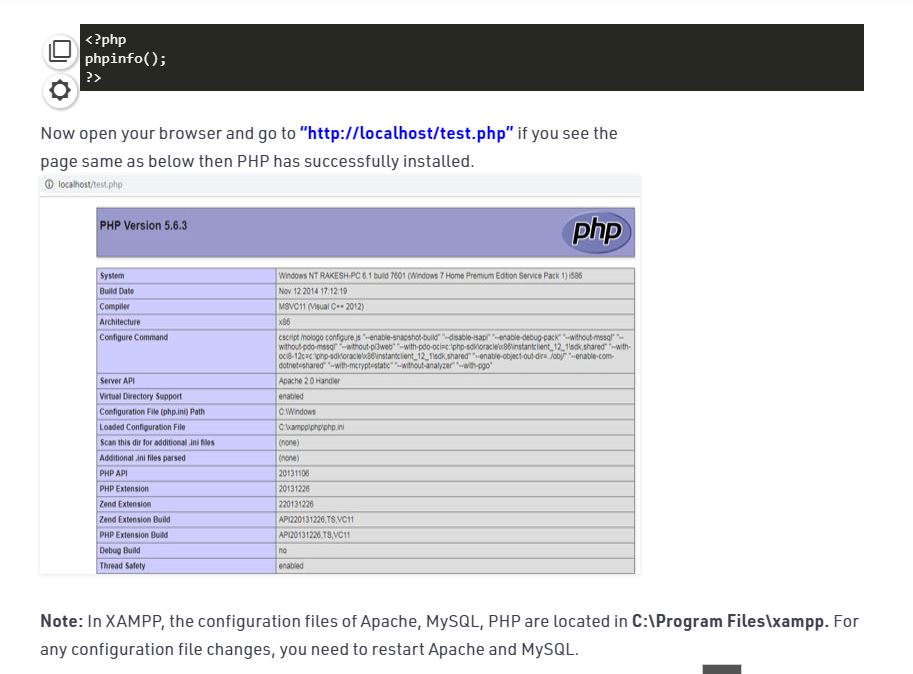 <?php
phpinfo();
?>
Now open your browser and go to “http://localhost/test.php” if you see the
page same as below then PHP has successfully installed.
localhost/test.php
PHP Version 5.6.3
php
System Windows NT RAKESH-PC 6.1 build 7601 (Windows 7 Home Premium Edition Service Pack 1) i586
Build Date Nov 12 2014 17:12:19
Compiler MSVC11 (Visual C++ 2012)
Architecture x86
Configure Command cscript /nologo configure.js "--enable-snapshot-build" "--disable-isapi" "--enable-debug-pack" "--without-mssql" "--
without-pdo-mssql" "--without-pi3web" "--with-pdo-oci=c:\php-sdk\oracle\x86\instantclient_12_1\sdk,shared" "--with-
oci8-12c=c:\php-sdk\oracle\x86\instantclient_12_1\sdk,shared" "--enable-object-out-dir=../obj/" "--enable-com-
dotnet=shared" "--with-mcrypt=static" "--without-analyzer" "--with-pgo"
Server API Apache 2.0 Handler
Virtual Directory Support enabled
Configuration File (php.ini) Path C:\Windows
Loaded Configuration File C:\xampp\php\php.ini
Scan this dir for additional .ini files (none)
Additional .ini files parsed (none)
PHP API 20131106
PHP Extension 20131226
Zend Extension 220131226
Zend Extension Build API220131226,TS,VC11
PHP Extension Build API20131226,TS,VC11
Debug Build no
Thread Safety enabled
Note: In XAMPP, the configuration files of Apache, MySQL, PHP are located in C:\Program Files\xampp. For
any configuration file changes, you need to restart Apache and MySQL.